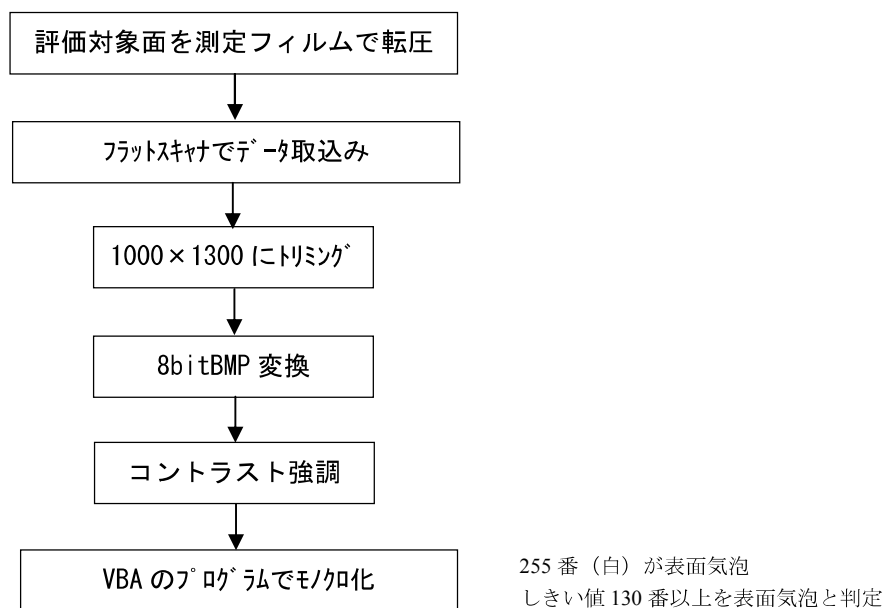 評価対象面を測定フィルムで転圧
ﾌﾗｯﾄｽｷｬﾅでﾃﾞｰﾀ取込み
1000×1300 にﾄﾘﾐﾝｸﾞ
8bitBMP 変換
コントラスト強調
VBA のﾌﾟﾛｸﾞﾗﾑでﾓﾉｸﾛ化
255 番（白）が表面気泡
しきい値 130 番以上を表面気泡と判定